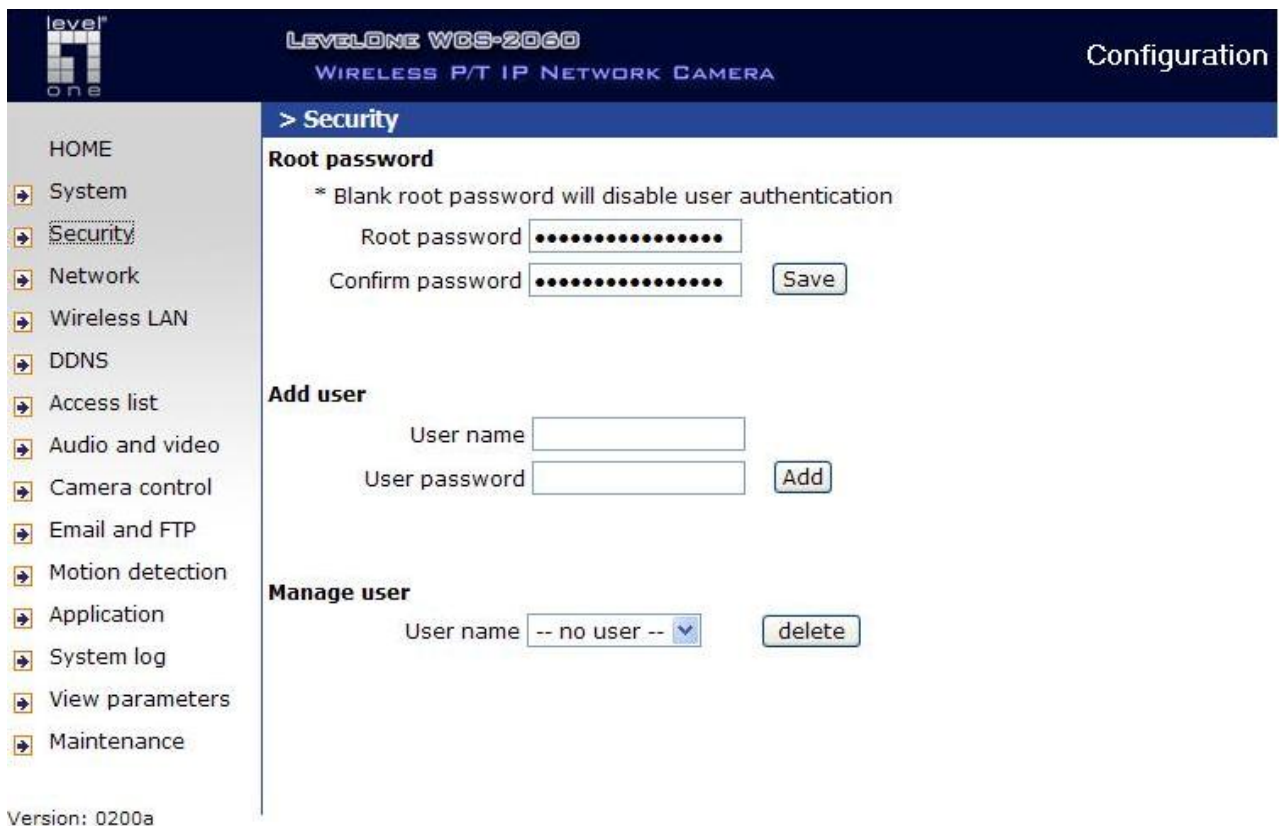 level one
LEVELONE WCS-2060
WIRELESS P/T IP NETWORK CAMERA
Configuration
HOME
System
Security
Network
Wireless LAN
DDNS
Access list
Audio and video
Camera control
Email and FTP
Motion detection
Application
System log
View parameters
Maintenance
Version: 0200a
> Security
Root password
* Blank root password will disable user authentication
Root password ••••••••••••••••
Confirm password •••••••••••••••• Save
Add user
User name
User password Add
Manage user
User name -- no user -- delete